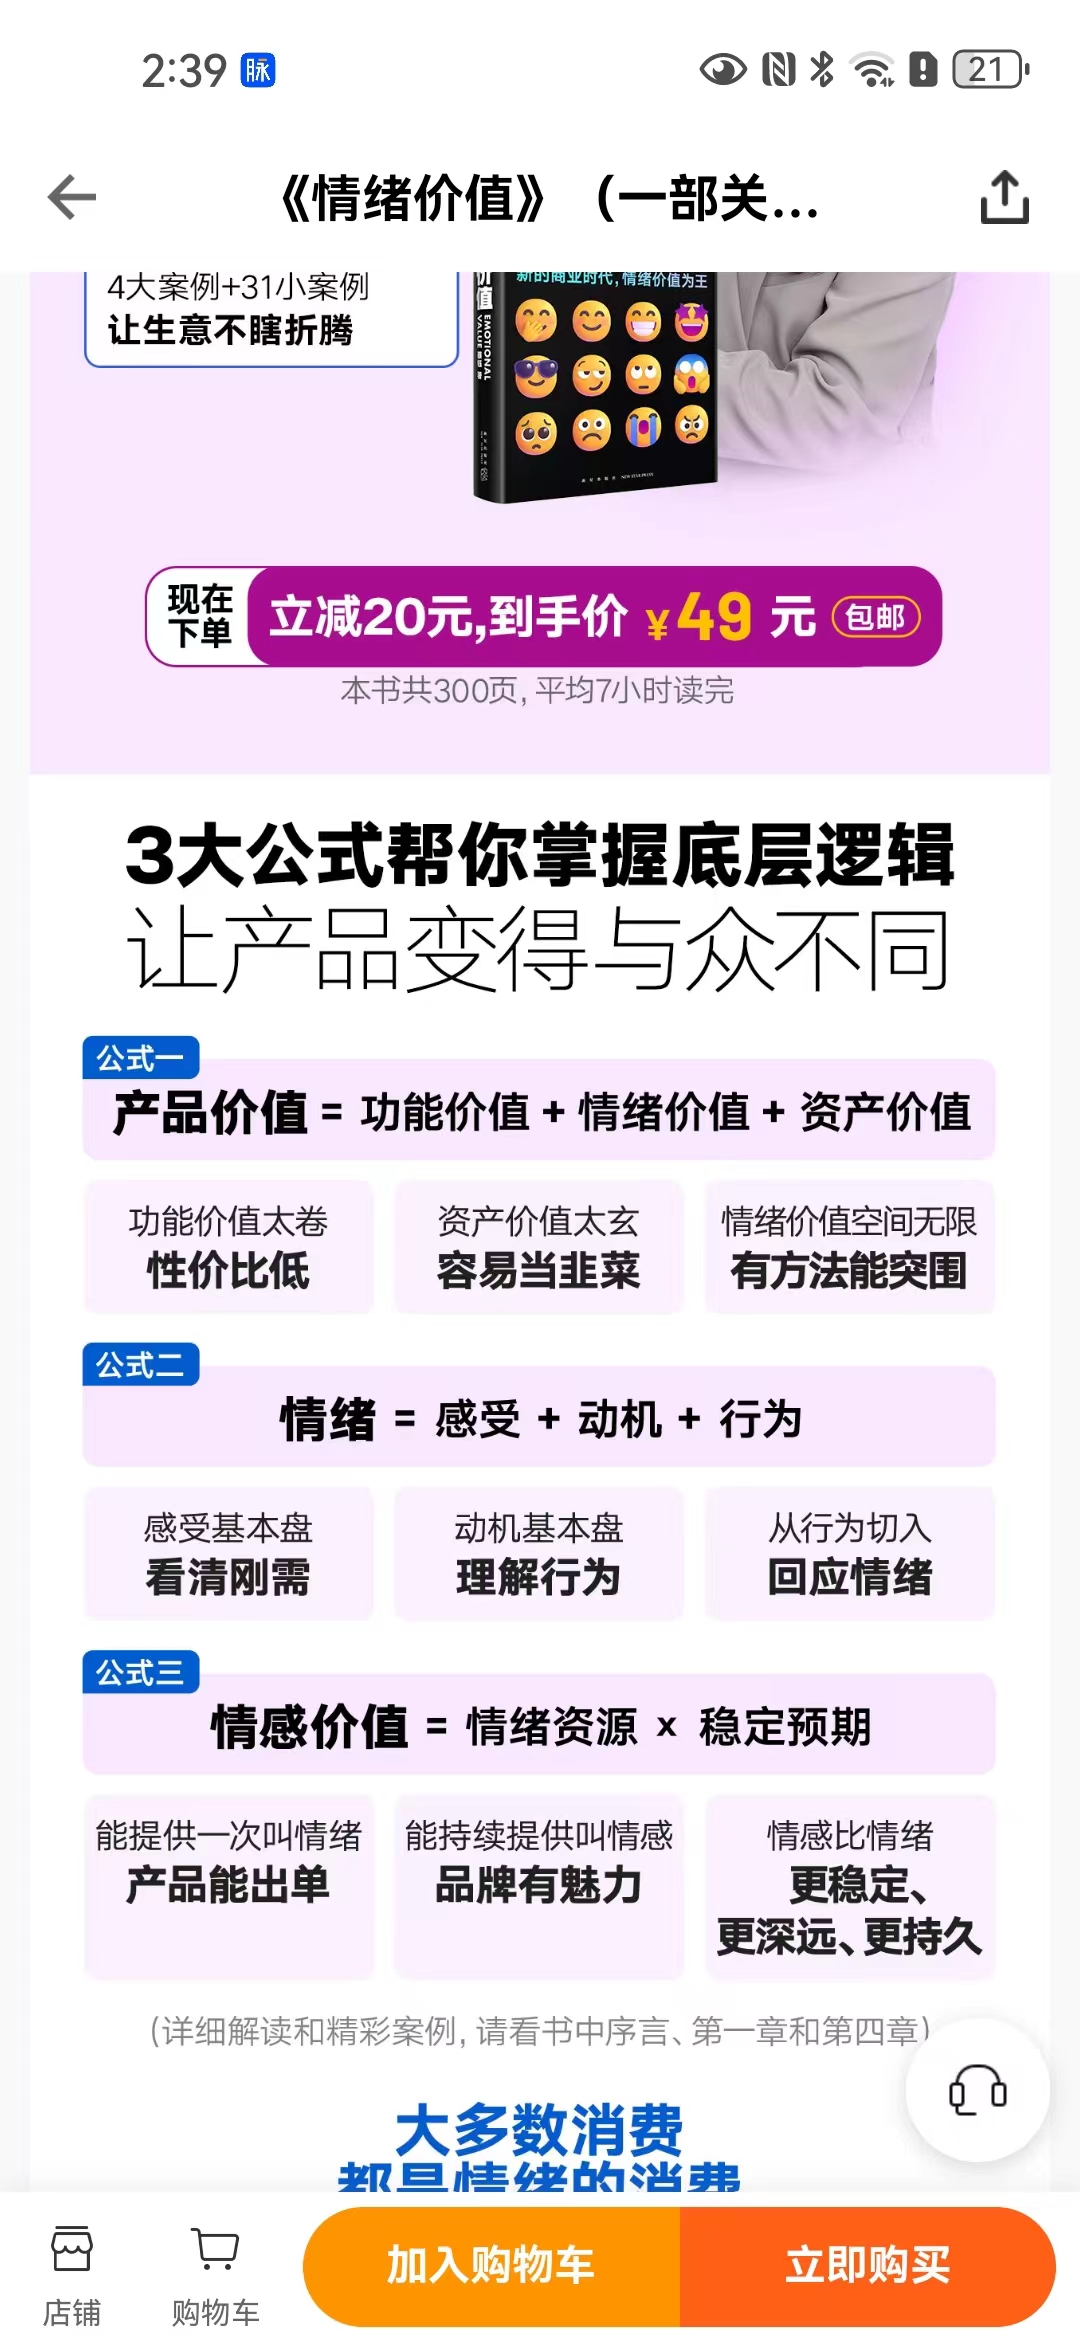 2:39 脉
21
《情绪价值》（一部关...
4大案例+31小案例
让生意不瞎折腾
新的商业时代，情绪价值为王
价值
EMOTIONAL
VALUE
NEW STAR PRESS
现在
下单
立减20元,到手价 ¥49 元 包邮
本书共300页，平均7小时读完
3大公式帮你掌握底层逻辑
让产品变得与众不同
公式一
产品价值 = 功能价值 + 情绪价值 + 资产价值
功能价值太卷
性价比低
资产价值太玄
容易当韭菜
情绪价值空间无限
有方法能突围
公式二
情绪 = 感受 + 动机 + 行为
感受基本盘
看清刚需
动机基本盘
理解行为
从行为切入
回应情绪
公式三
情感价值 = 情绪资源 x 稳定预期
能提供一次叫情绪
产品能出单
能持续提供叫情感
品牌有魅力
情感比情绪
更稳定、
更深远、更持久
(详细解读和精彩案例，请看书中序言、第一章和第四章)
大多数消费
都是情绪的消费
店铺
购物车
加入购物车
立即购买